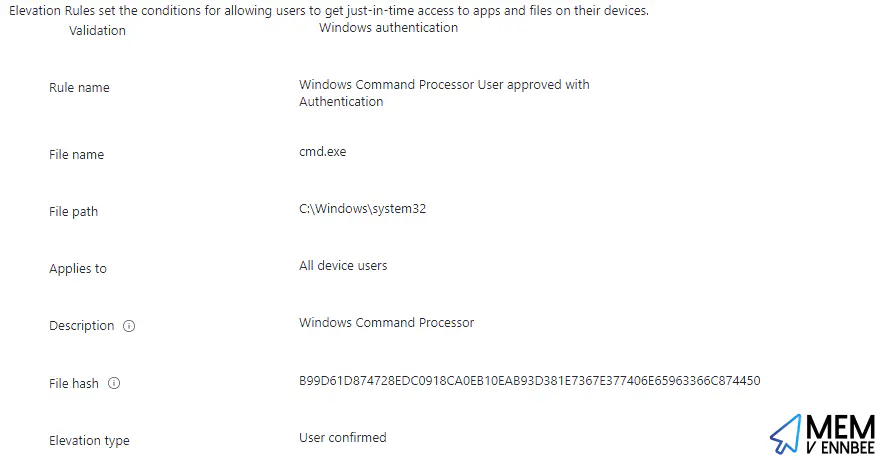 Elevation Rules set the conditions for allowing users to get just-in-time access to apps and files on their devices.
Validation Windows authentication
Rule name Windows Command Processor User approved with
Authentication
File name cmd.exe
File path C:\Windows\system32
Applies to All device users
Description Windows Command Processor
File hash B99D61D874728EDC0918CA0EB10EAB93D381E7367E377406E65963366C874450
Elevation type User confirmed
MEM
V ENNBEE